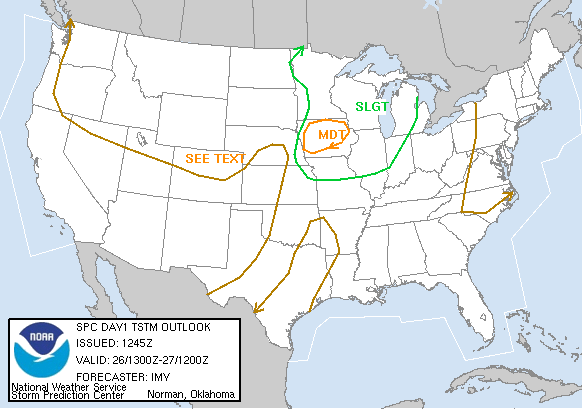 SLGT
MDT
SEE TEXT
SPC DAY1 TSTM OUTLOOK
ISSUED: 1245Z
VALID: 26/1300Z-27/1200Z
FORECASTER: IMY
NOAA
National Weather Service
Storm Prediction Center Norman, Oklahoma